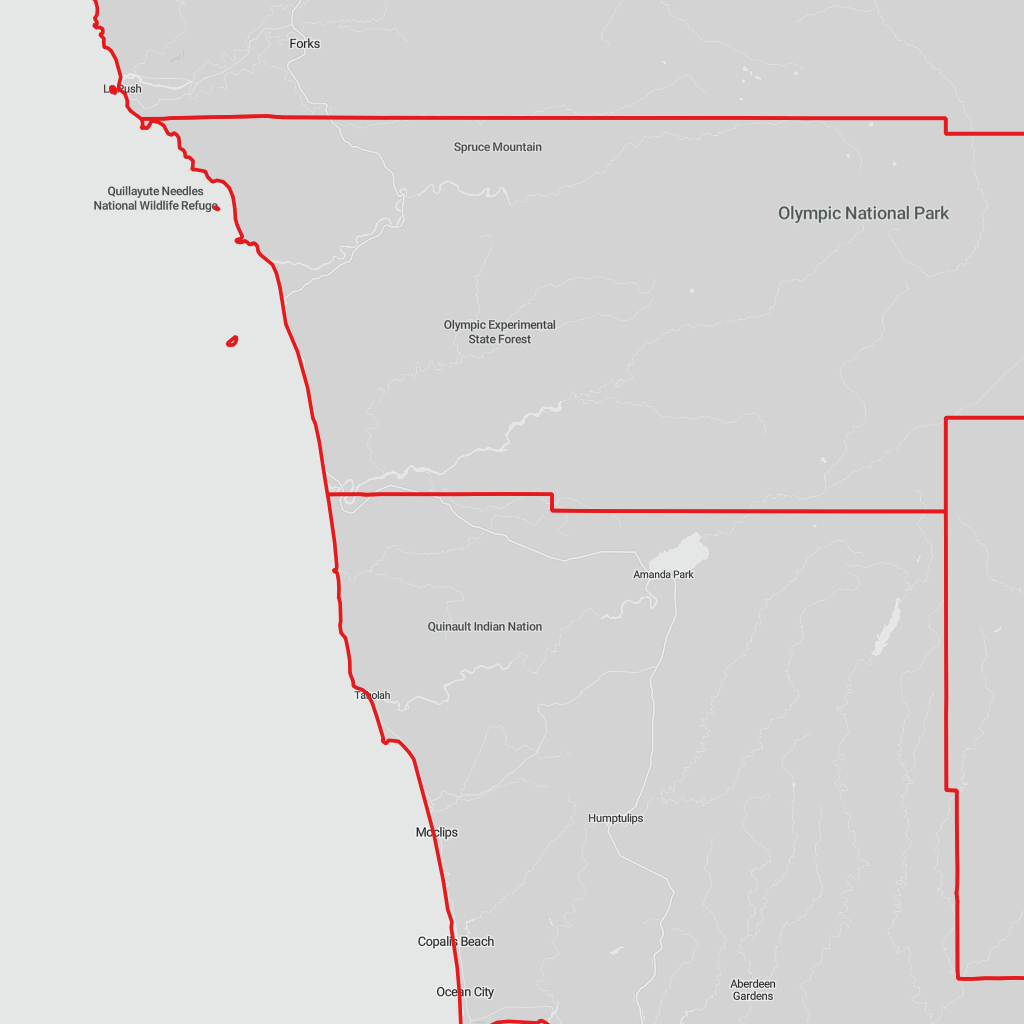 Forks
La Push
Spruce Mountain
Quillayute Needles
National Wildlife Refuge
Olympic National Park
Olympic Experimental
State Forest
Amanda Park
Quinault Indian Nation
Taholah
Humptulips
Moclips
Copalis Beach
Aberdeen
Gardens
Ocean City